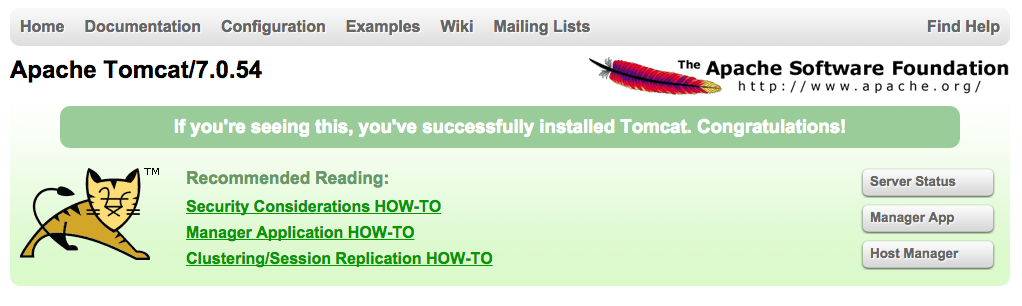 Home Documentation Configuration Examples Wiki Mailing Lists Find Help
Apache Tomcat/7.0.54
The Apache Software Foundation
http://www.apache.org/
If you're seeing this, you've successfully installed Tomcat. Congratulations!
TM
Recommended Reading:
Security Considerations HOW-TO
Manager Application HOW-TO
Clustering/Session Replication HOW-TO
Server Status
Manager App
Host Manager